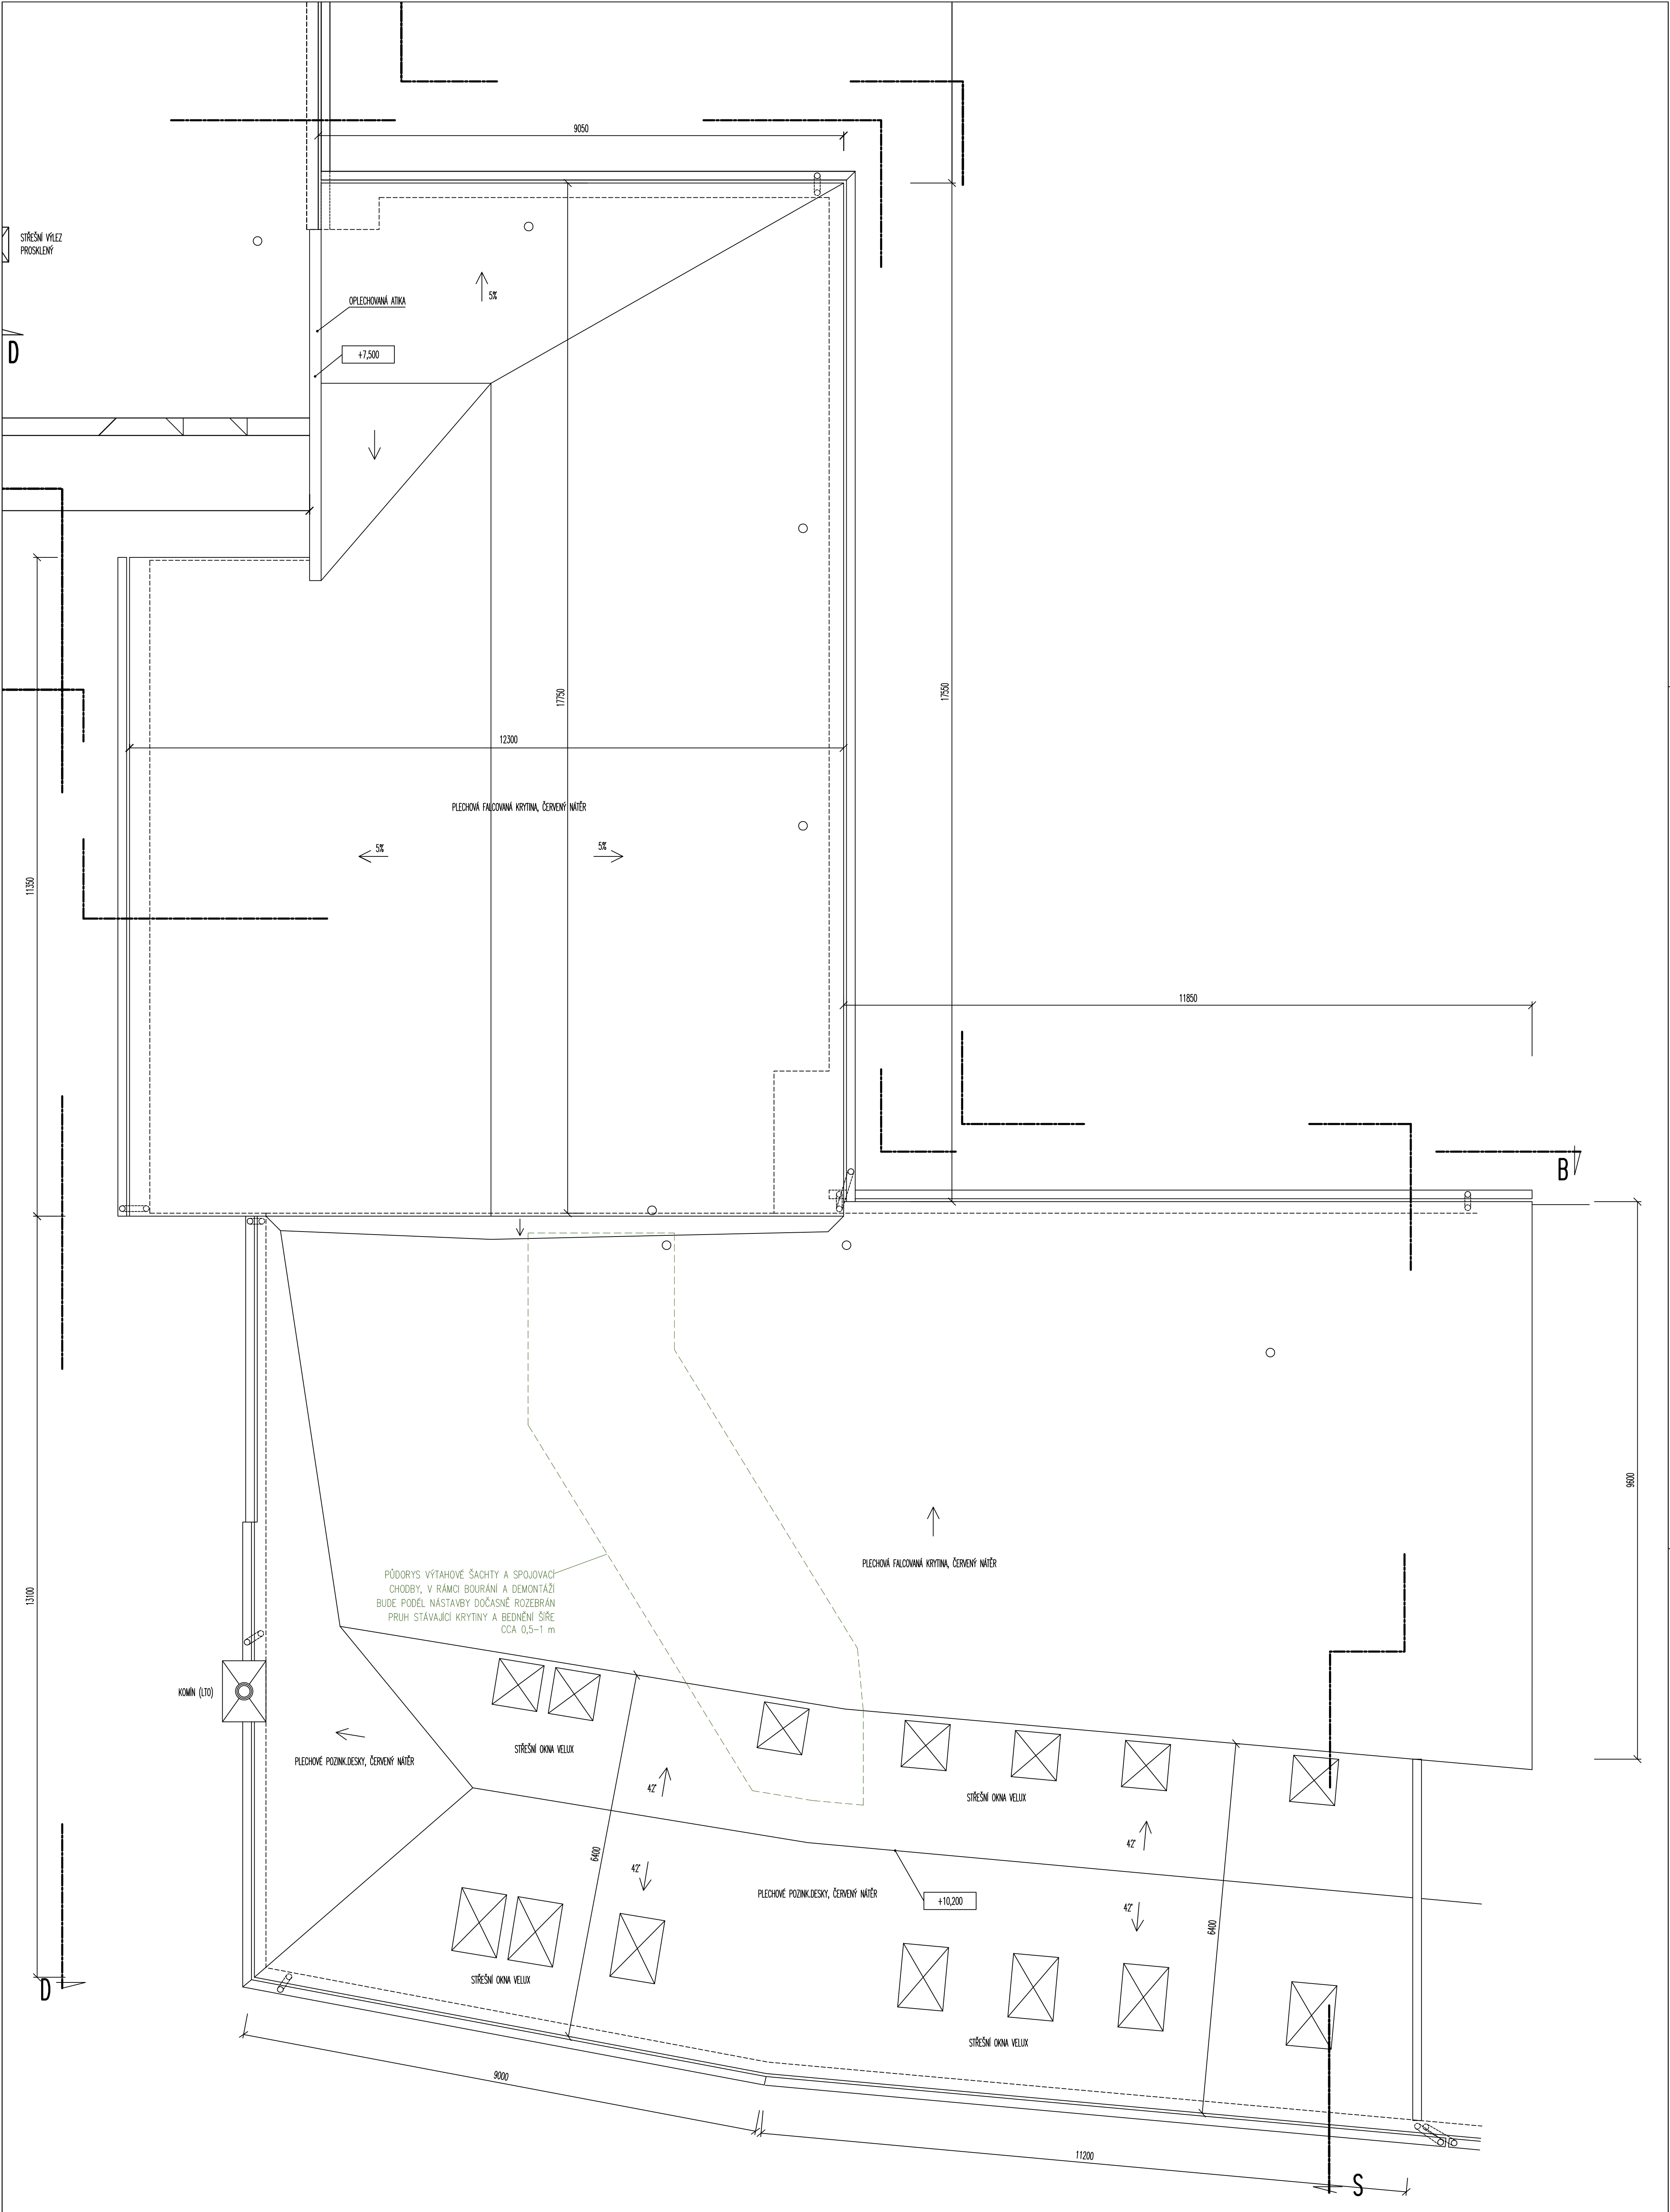 9050
STŘEŠNÍ VÝLEZ
PROSKLENÝ
5%
OPLECHOVANÁ ATIKA
D
+7,500
17750
17550
12300
PLECHOVÁ FALCOVANÁ KRYTINA, ČERVENÝ NÁTĚR
5%
5%
11350
11850
B
9600
PLECHOVÁ FALCOVANÁ KRYTINA, ČERVENÝ NÁTĚR
PŮDORYS VÝTAHOVÉ ŠACHTY A SPOJOVACÍ
CHODBY, V RÁMCI BOURÁNÍ A DEMONTÁŽÍ
BUDE PODÉL NÁSTAVBY DOČASNĚ ROZEBRÁN
PRUH STÁVAJÍCÍ KRYTINY A BEDNĚNÍ ŠÍŘE
CCA 0,5-1 m
13100
KOMÍN (LTO)
STŘEŠNÍ OKNA VELUX
PLECHOVÉ POZINK.DESKY, ČERVENÝ NÁTĚR
42°
STŘEŠNÍ OKNA VELUX
42°
6400
42°
PLECHOVÉ POZINK.DESKY, ČERVENÝ NÁTĚR
+10,200
42°
6400
STŘEŠNÍ OKNA VELUX
D
STŘEŠNÍ OKNA VELUX
9000
11200
S